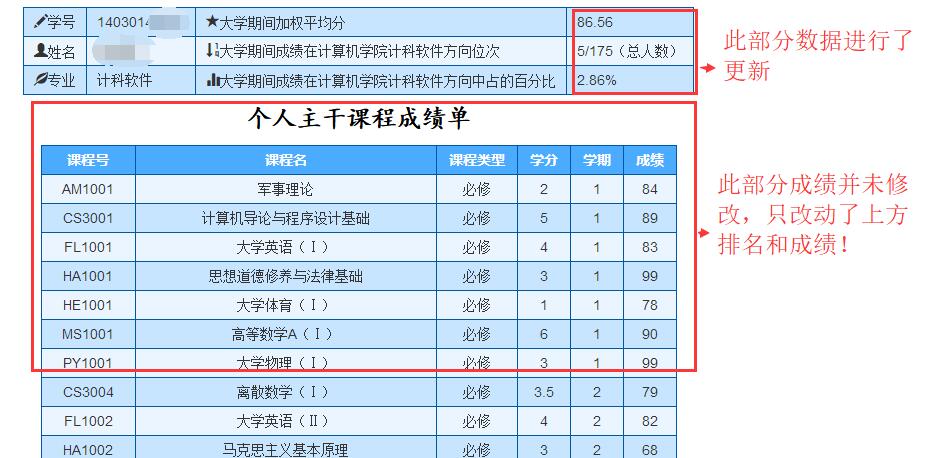 学号 1403014 ★大学期间加权平均分 86.56
姓名 大学期间成绩在计算机学院计科软件方向位次 5/175（总人数）
专业 计科软件 大学期间成绩在计算机学院计科软件方向中占的百分比 2.86%
此部分数据进行了
更新
个人主干课程成绩单
课程号 课程名 课程类型 学分 学期 成绩
AM1001 军事理论 必修 2 1 84
CS3001 计算机导论与程序设计基础 必修 5 1 89
FL1001 大学英语（Ⅰ） 必修 4 1 83
HA1001 思想道德修养与法律基础 必修 3 1 99
HE1001 大学体育（Ⅰ） 必修 1 1 78
MS1001 高等数学A（Ⅰ） 必修 6 1 90
PY1001 大学物理（Ⅰ） 必修 3 1 99
CS3004 离散数学（Ⅰ） 必修 3.5 2 79
FL1002 大学英语（Ⅱ） 必修 4 2 82
HA1002 马克思主义基本原理 必修 3 2 68
此部分成绩并未修
改，只改动了上方
排名和成绩！